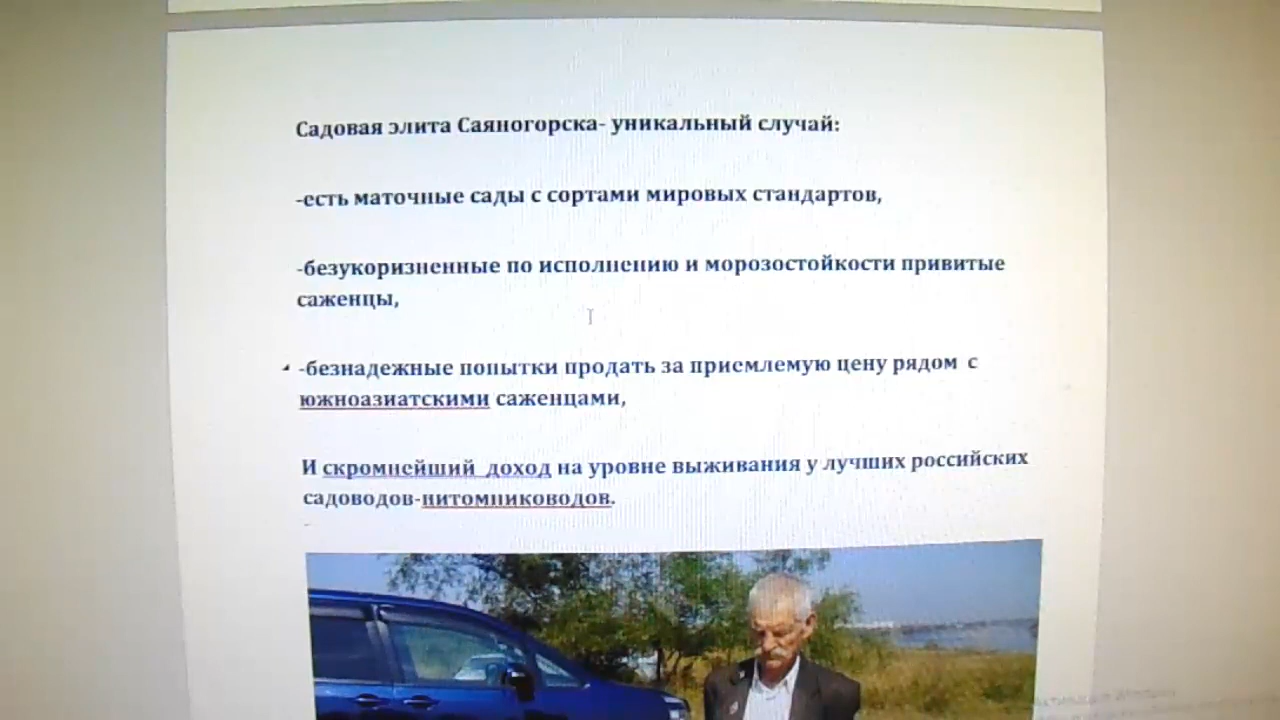 Садовая элита Саяногорска- уникальный случай:
-есть маточные сады с сортами мировых стандартов,
-безукоризненные по исполнению и морозостойкости привитые
саженцы,
-безнадежные попытки продать за приемлемую цену рядом с
южноазиатскими саженцами,
И скромнейший доход на уровне выживания у лучших российских
садоводов-питомниководов.